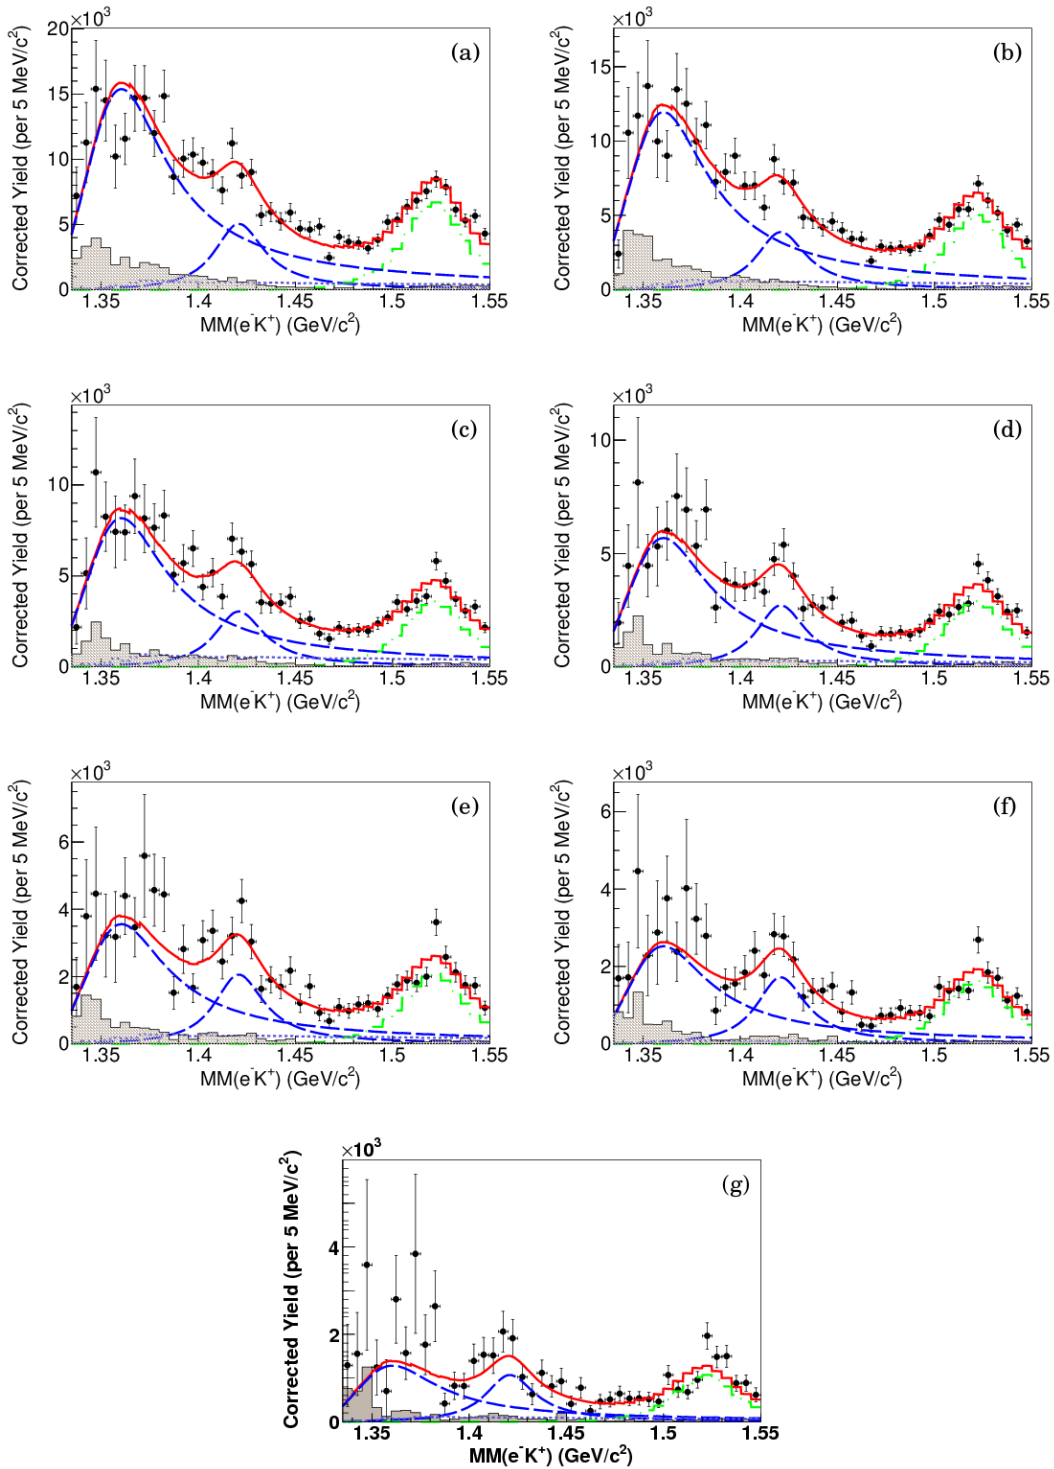 ×10³
(a)
Corrected Yield (per 5 MeV/c²)
20
15
10
5
0
1.35 1.4 1.45 1.5 1.55
MM(e⁻K⁺) (GeV/c²)
×10³
(b)
Corrected Yield (per 5 MeV/c²)
15
10
5
0
1.35 1.4 1.45 1.5 1.55
MM(e⁻K⁺) (GeV/c²)
×10³
(c)
Corrected Yield (per 5 MeV/c²)
10
5
0
1.35 1.4 1.45 1.5 1.55
MM(e⁻K⁺) (GeV/c²)
×10³
(d)
Corrected Yield (per 5 MeV/c²)
10
5
0
1.35 1.4 1.45 1.5 1.55
MM(e⁻K⁺) (GeV/c²)
×10³
(e)
Corrected Yield (per 5 MeV/c²)
6
4
2
0
1.35 1.4 1.45 1.5 1.55
MM(e⁻K⁺) (GeV/c²)
×10³
(f)
Corrected Yield (per 5 MeV/c²)
6
4
2
0
1.35 1.4 1.45 1.5 1.55
MM(e⁻K⁺) (GeV/c²)
×10³
(g)
Corrected Yield (per 5 MeV/c²)
4
2
0
1.35 1.4 1.45 1.5 1.55
MM(e⁻K⁺) (GeV/c²)